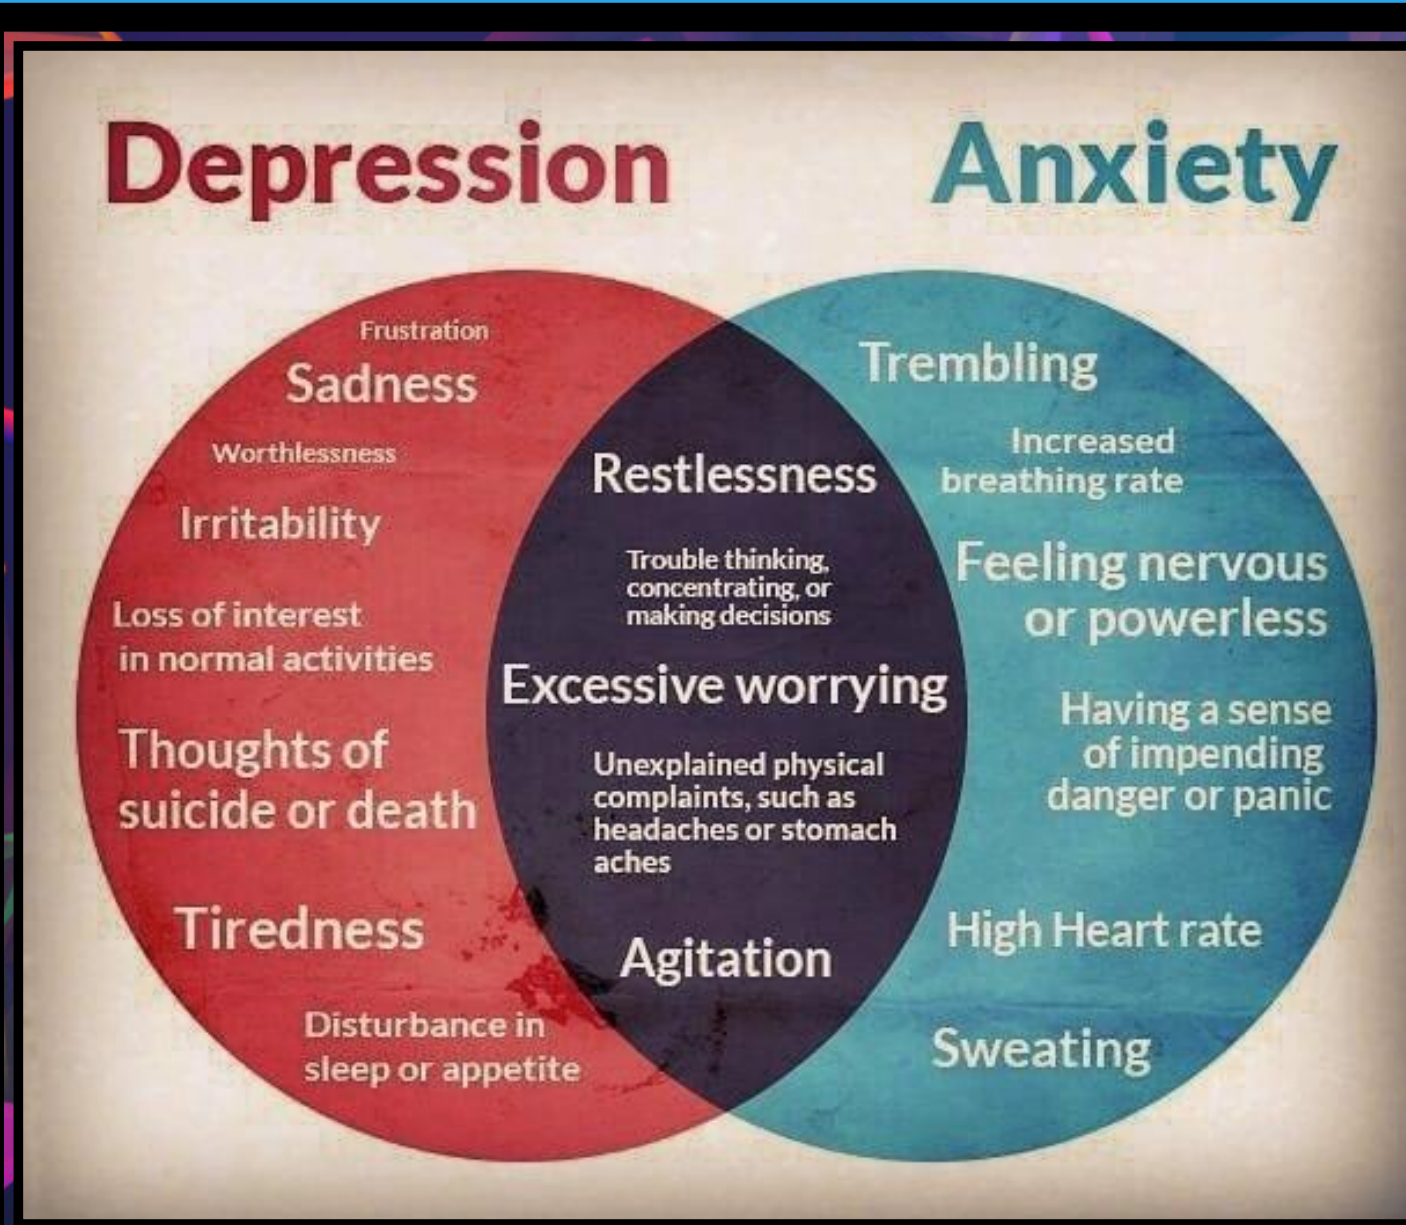 Depression
Anxiety
Frustration
Sadness
Worthlessness
Irritability
Loss of interest
in normal activities
Thoughts of
suicide or death
Tiredness
Disturbance in
sleep or appetite
Restlessness
Trouble thinking,
concentrating, or
making decisions
Excessive worrying
Unexplained physical
complaints, such as
headaches or stomach
aches
Agitation
Trembling
Increased
breathing rate
Feeling nervous
or powerless
Having a sense
of impending
danger or panic
High Heart rate
Sweating